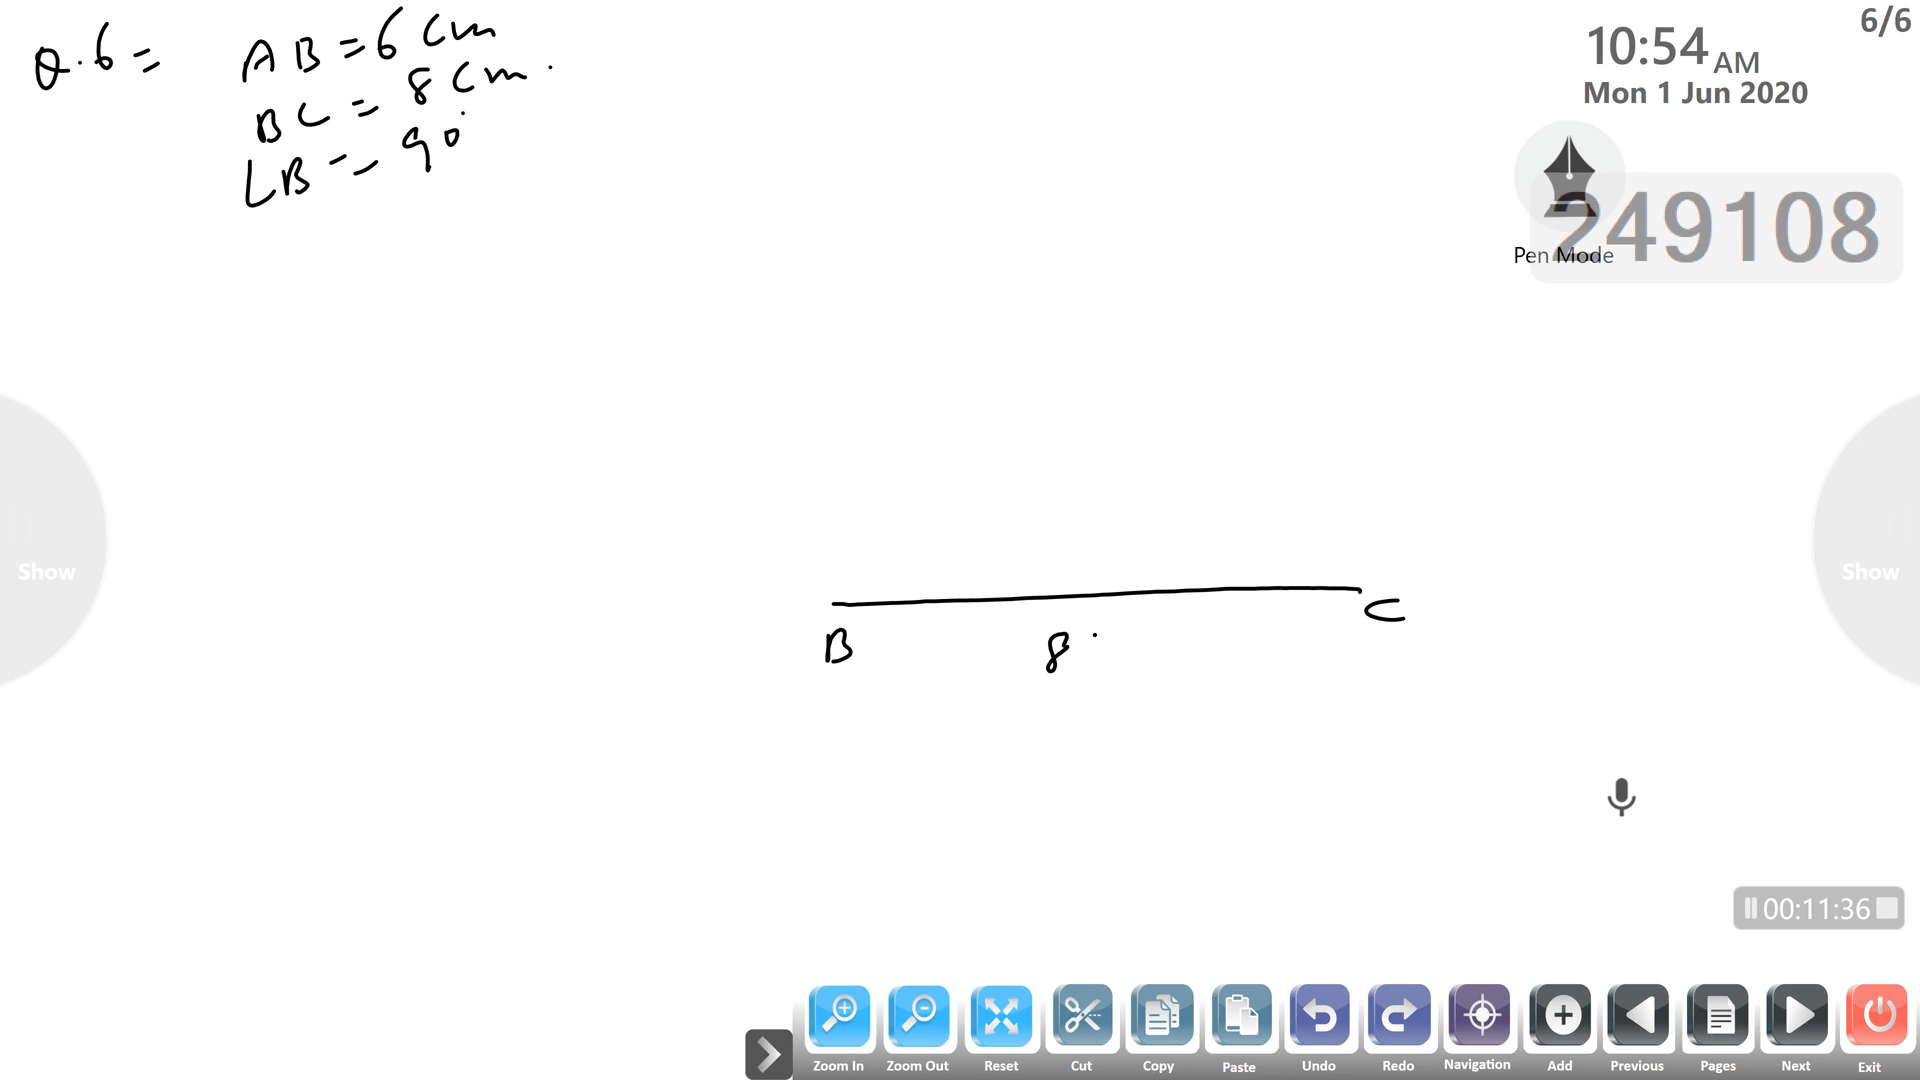 6/6
10:54 AM
Mon 1 Jun 2020
Q.6 = AB = 6 cm
BC = 8 cm.
∠B = 90°
249108
Pen Mode
Show
Show
B 8 C
00:11:36
Zoom In Zoom Out Reset Cut Copy Paste Undo Redo Navigation Add Previous Pages Next Exit